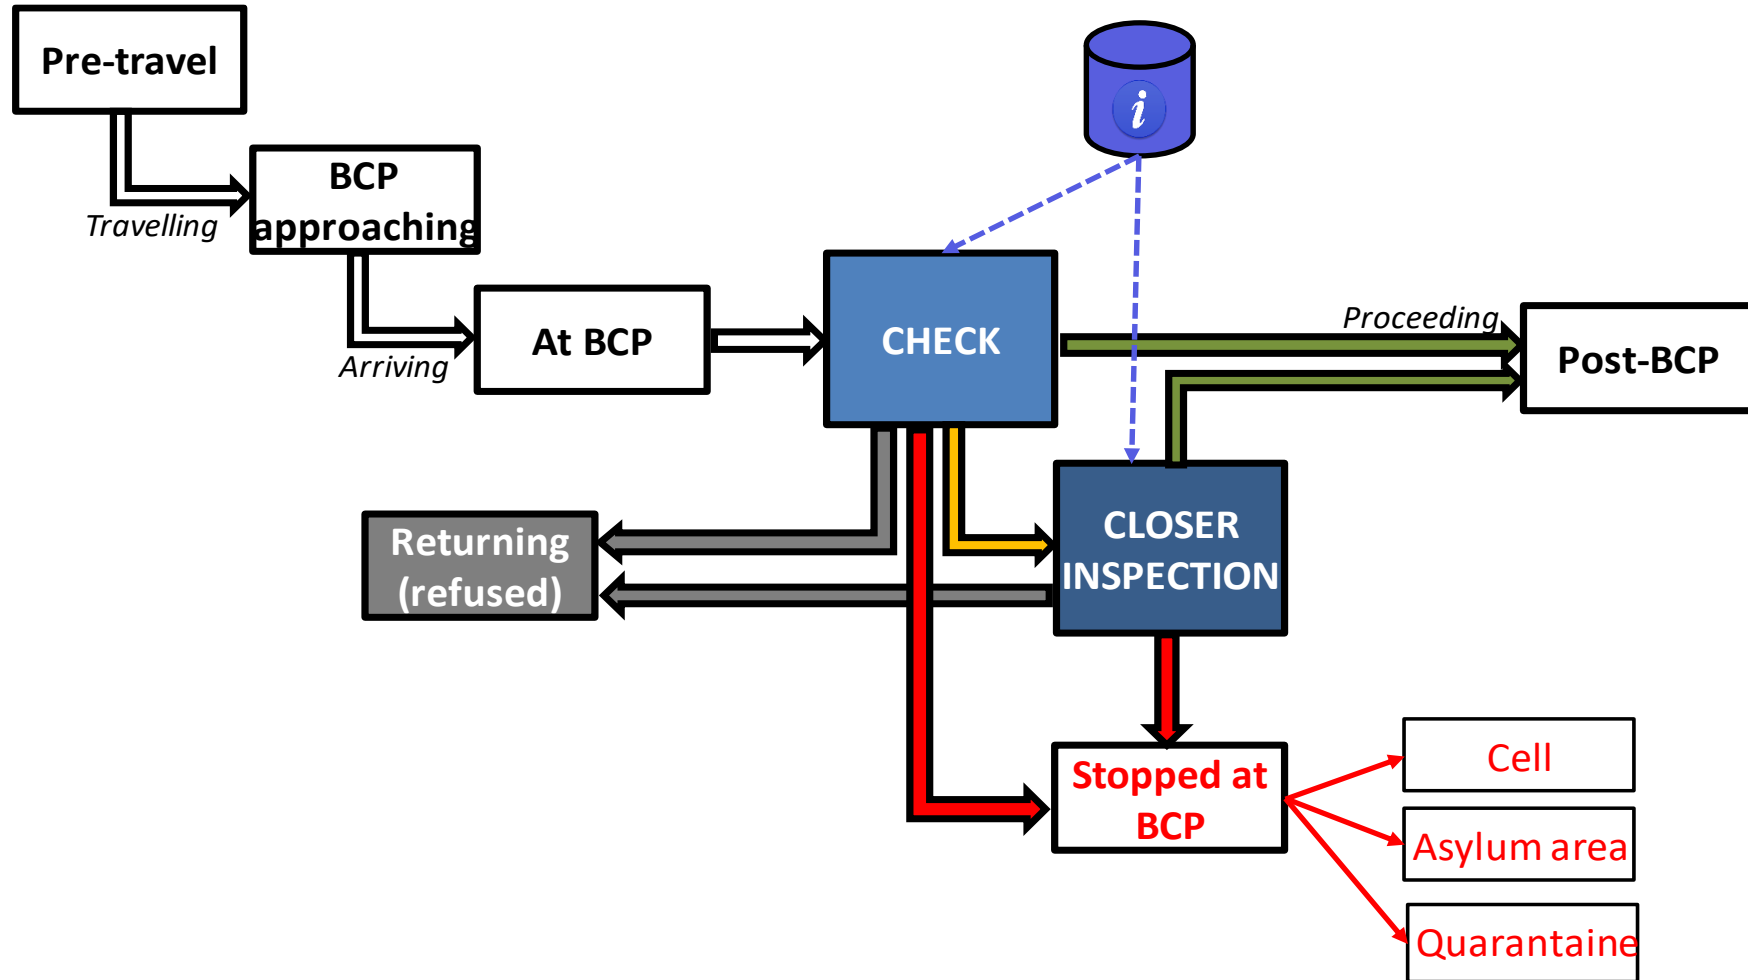 Pre-travel
i
BCP
approaching
Travelling
At BCP
Arriving
CHECK
Proceeding
Post-BCP
Returning
(refused)
CLOSER
INSPECTION
Stopped at
BCP
Cell
Asylum area
Quarantaine